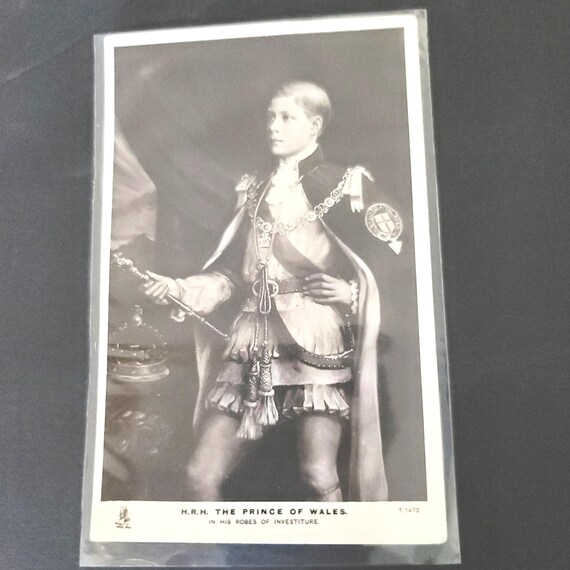 H.R.H. THE PRINCE OF WALES.
T 1470
IN HIS ROBES OF INVESTITURE.